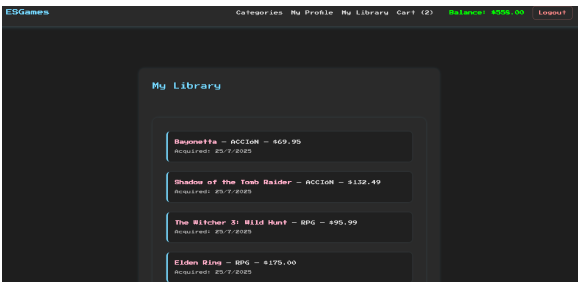 ESGames
Categories My Profile My Library Cart (2) Balance: $558.00 Logout
My Library
Bayonetta — ACCIoN — $69.95
Acquired: 25/7/2025
Shadow of the Tomb Raider — ACCIoN — $132.49
Acquired: 25/7/2025
The Witcher 3: Wild Hunt — RPG — $95.99
Acquired: 25/7/2025
Elden Ring — RPG — $175.00
Acquired: 25/7/2025